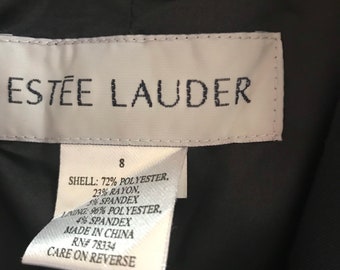 ESTĒE LAUDER
8
SHELL: 72% POLYESTER,
23% RAYON,
5% SPANDEX
LINING: 96% POLYESTER,
4% SPANDEX
MADE IN CHINA
RN# 78334
CARE ON REVERSE